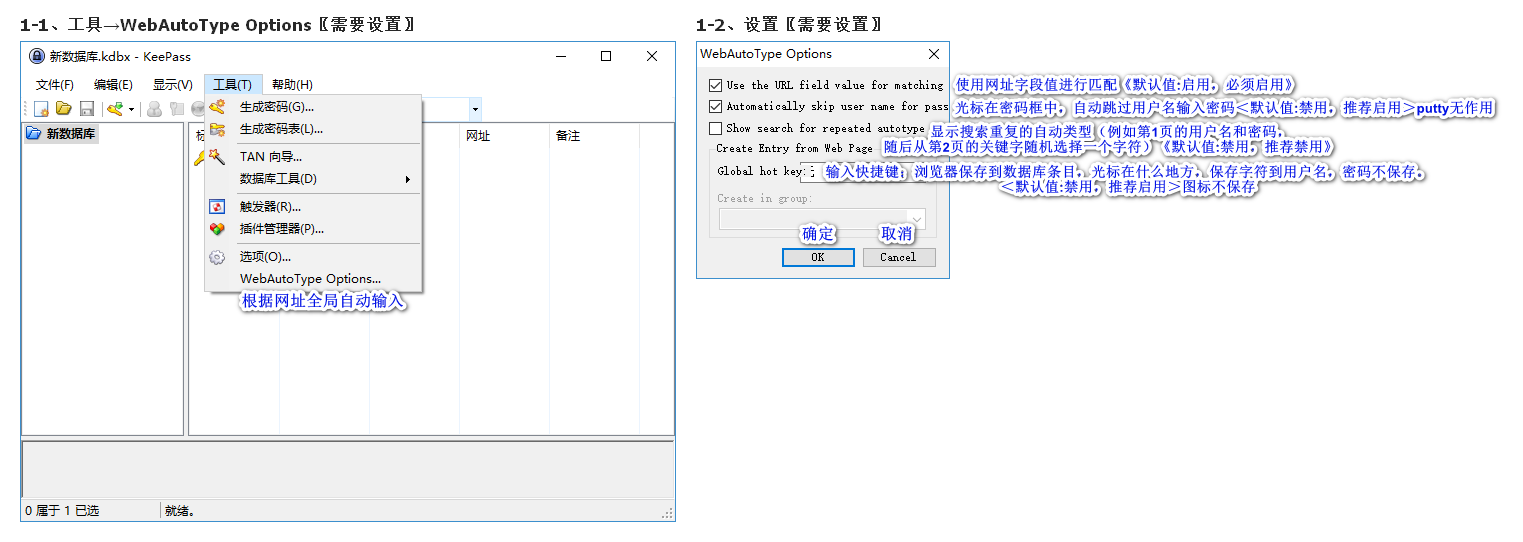 1-1、工具→WebAutoType Options〖需要设置〗
新数据库.kdbx - KeePass
文件(F) 编辑(E) 显示(V) 工具(T) 帮助(H)
新数据库
网址 备注
生成密码(G)...
生成密码表(L)...
TAN 向导...
数据库工具(D)
触发器(R)...
插件管理器(P)...
选项(O)...
WebAutoType Options...
根据网址全局自动输入
0 属于 1 已选 就绪。
1-2、设置〖需要设置〗
WebAutoType Options
Use the URL field value for matching 使用网址字段值进行匹配《默认值:启用，必须启用》
Automatically skip user name for pass 光标在密码框中，自动跳过用户名输入密码＜默认值:禁用，推荐启用＞putty无作用
Show search for repeated autotype 显示搜索重复的自动类型（例如第1页的用户名和密码，
Create Entry from Web Page 随后从第2页的关键字随机选择一个字符）《默认值:禁用，推荐禁用》
Global hot key: 输入快捷键；浏览器保存到数据库条目，光标在什么地方，保存字符到用户名，密码不保存。
＜默认值:禁用，推荐启用＞图标不保存
Create in group:
确定 取消
OK Cancel